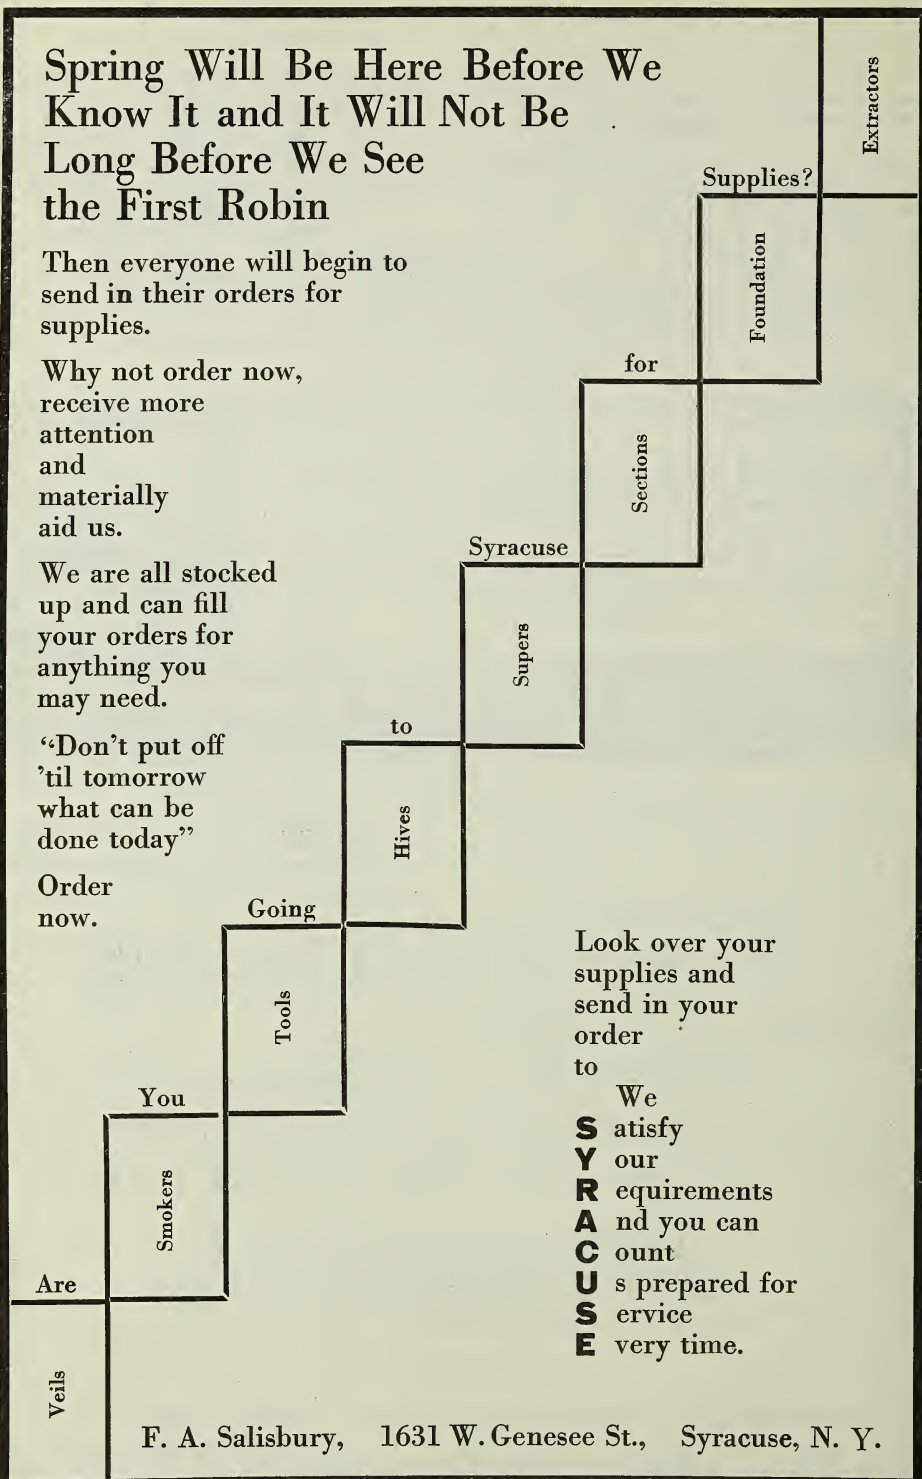 Spring Will Be Here Before We
Know It and It Will Not Be
Long Before We See
the First Robin
Then everyone will begin to
send in their orders for
supplies.
Why not order now,
receive more
attention
and
materially
aid us.
We are all stocked
up and can fill
your orders for
anything you
may need.
“Don't put off
'til tomorrow
what can be
done today”
Order
now.
Are
You
Going
to
Syracuse
for
Supplies?
Veils
Smokers
Tools
Hives
Supers
Sections
Foundation
Extractors
Look over your
supplies and
send in your
order
to
We
S atisfy
Y our
R equirements
A nd you can
C ount
U s prepared for
S ervice
E very time.
F. A. Salisbury, 1631 W. Genesee St., Syracuse, N. Y.